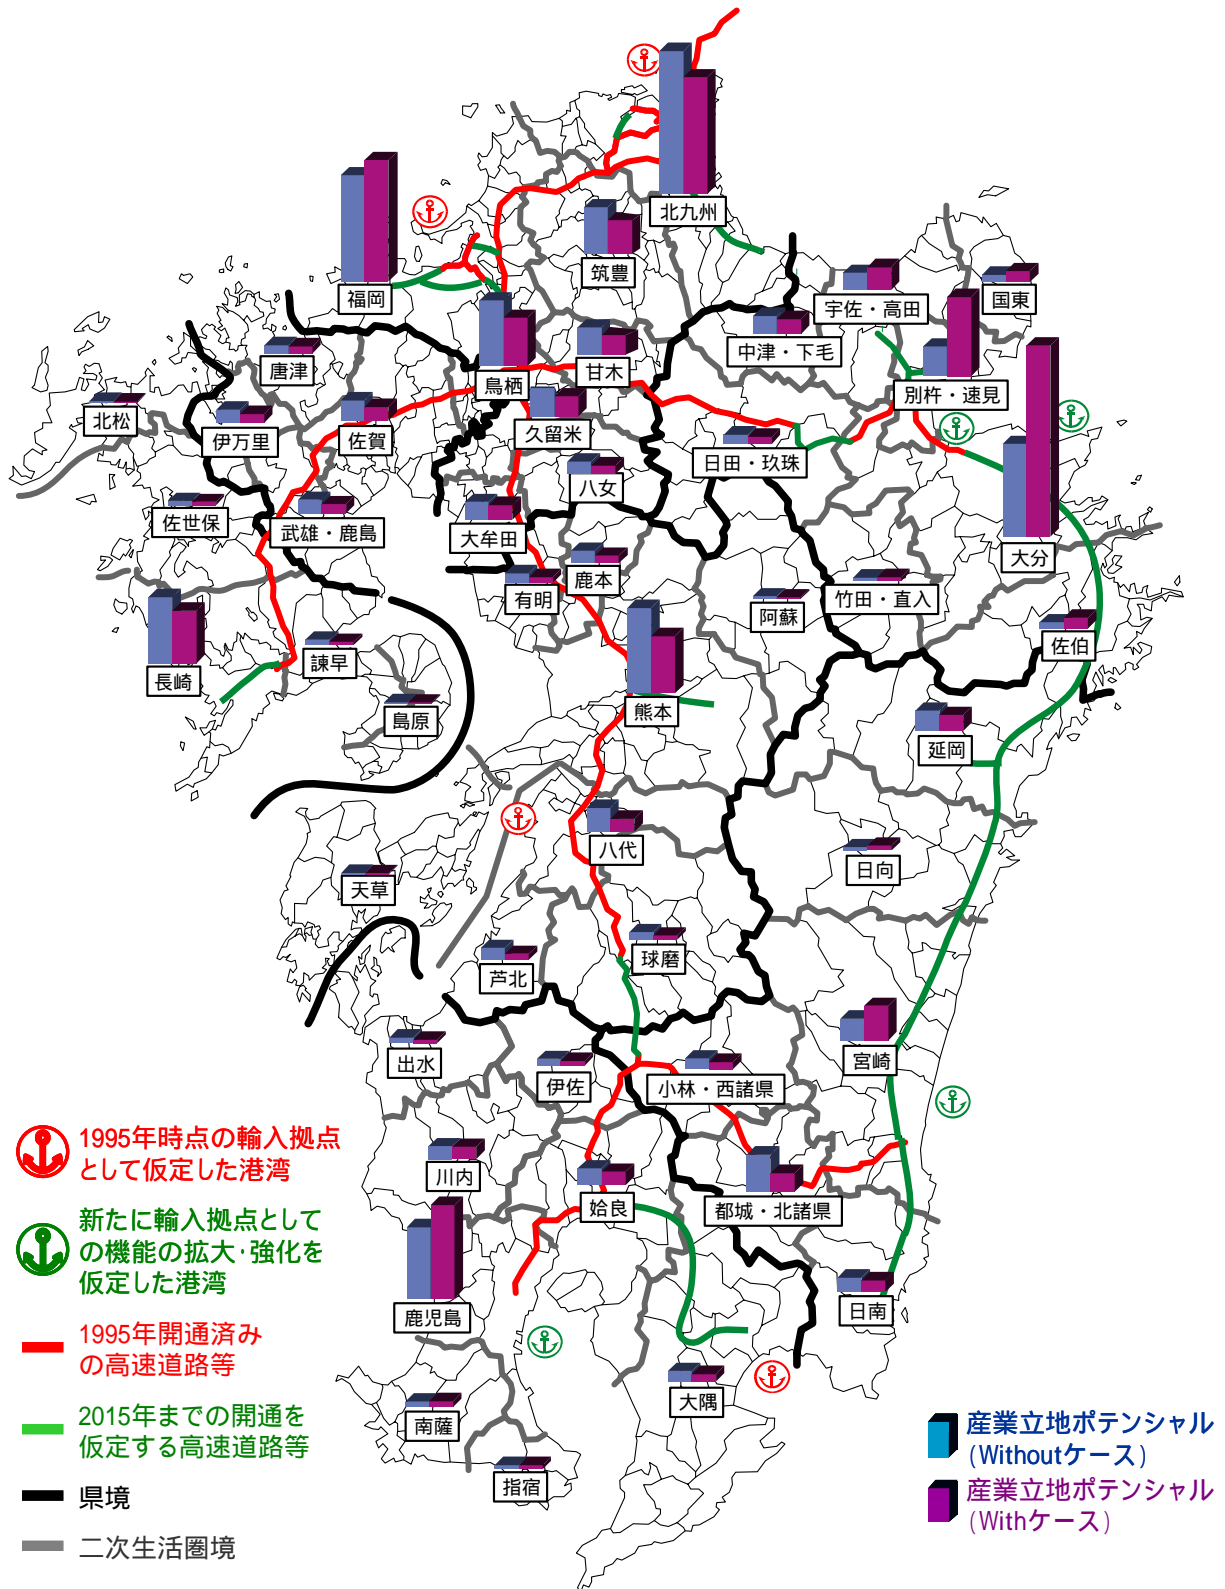 北九州
筑豊
福岡
国東
宇佐・高田
中津・下毛
唐津
鳥栖
甘木
別杵・速見
北松
伊万里
佐賀
久留米
日田・玖珠
八女
佐世保
武雄・鹿島
大牟田
大分
鹿本
有明
阿蘇
竹田・直入
佐伯
諫早
長崎
島原
熊本
延岡
八代
日向
天草
球磨
芦北
出水
伊佐
小林・西諸県
宮崎
川内
姶良
都城・北諸県
鹿児島
日南
大隅
南薩
指宿
1995年時点の輸入拠点
として仮定した港湾
新たに輸入拠点として
の機能の拡大・強化を
仮定した港湾
1995年開通済み
の高速道路等
2015年までの開通を
仮定する高速道路等
県境
二次生活圏境
産業立地ポテンシャル
(Withoutケース)
産業立地ポテンシャル
(Withケース)